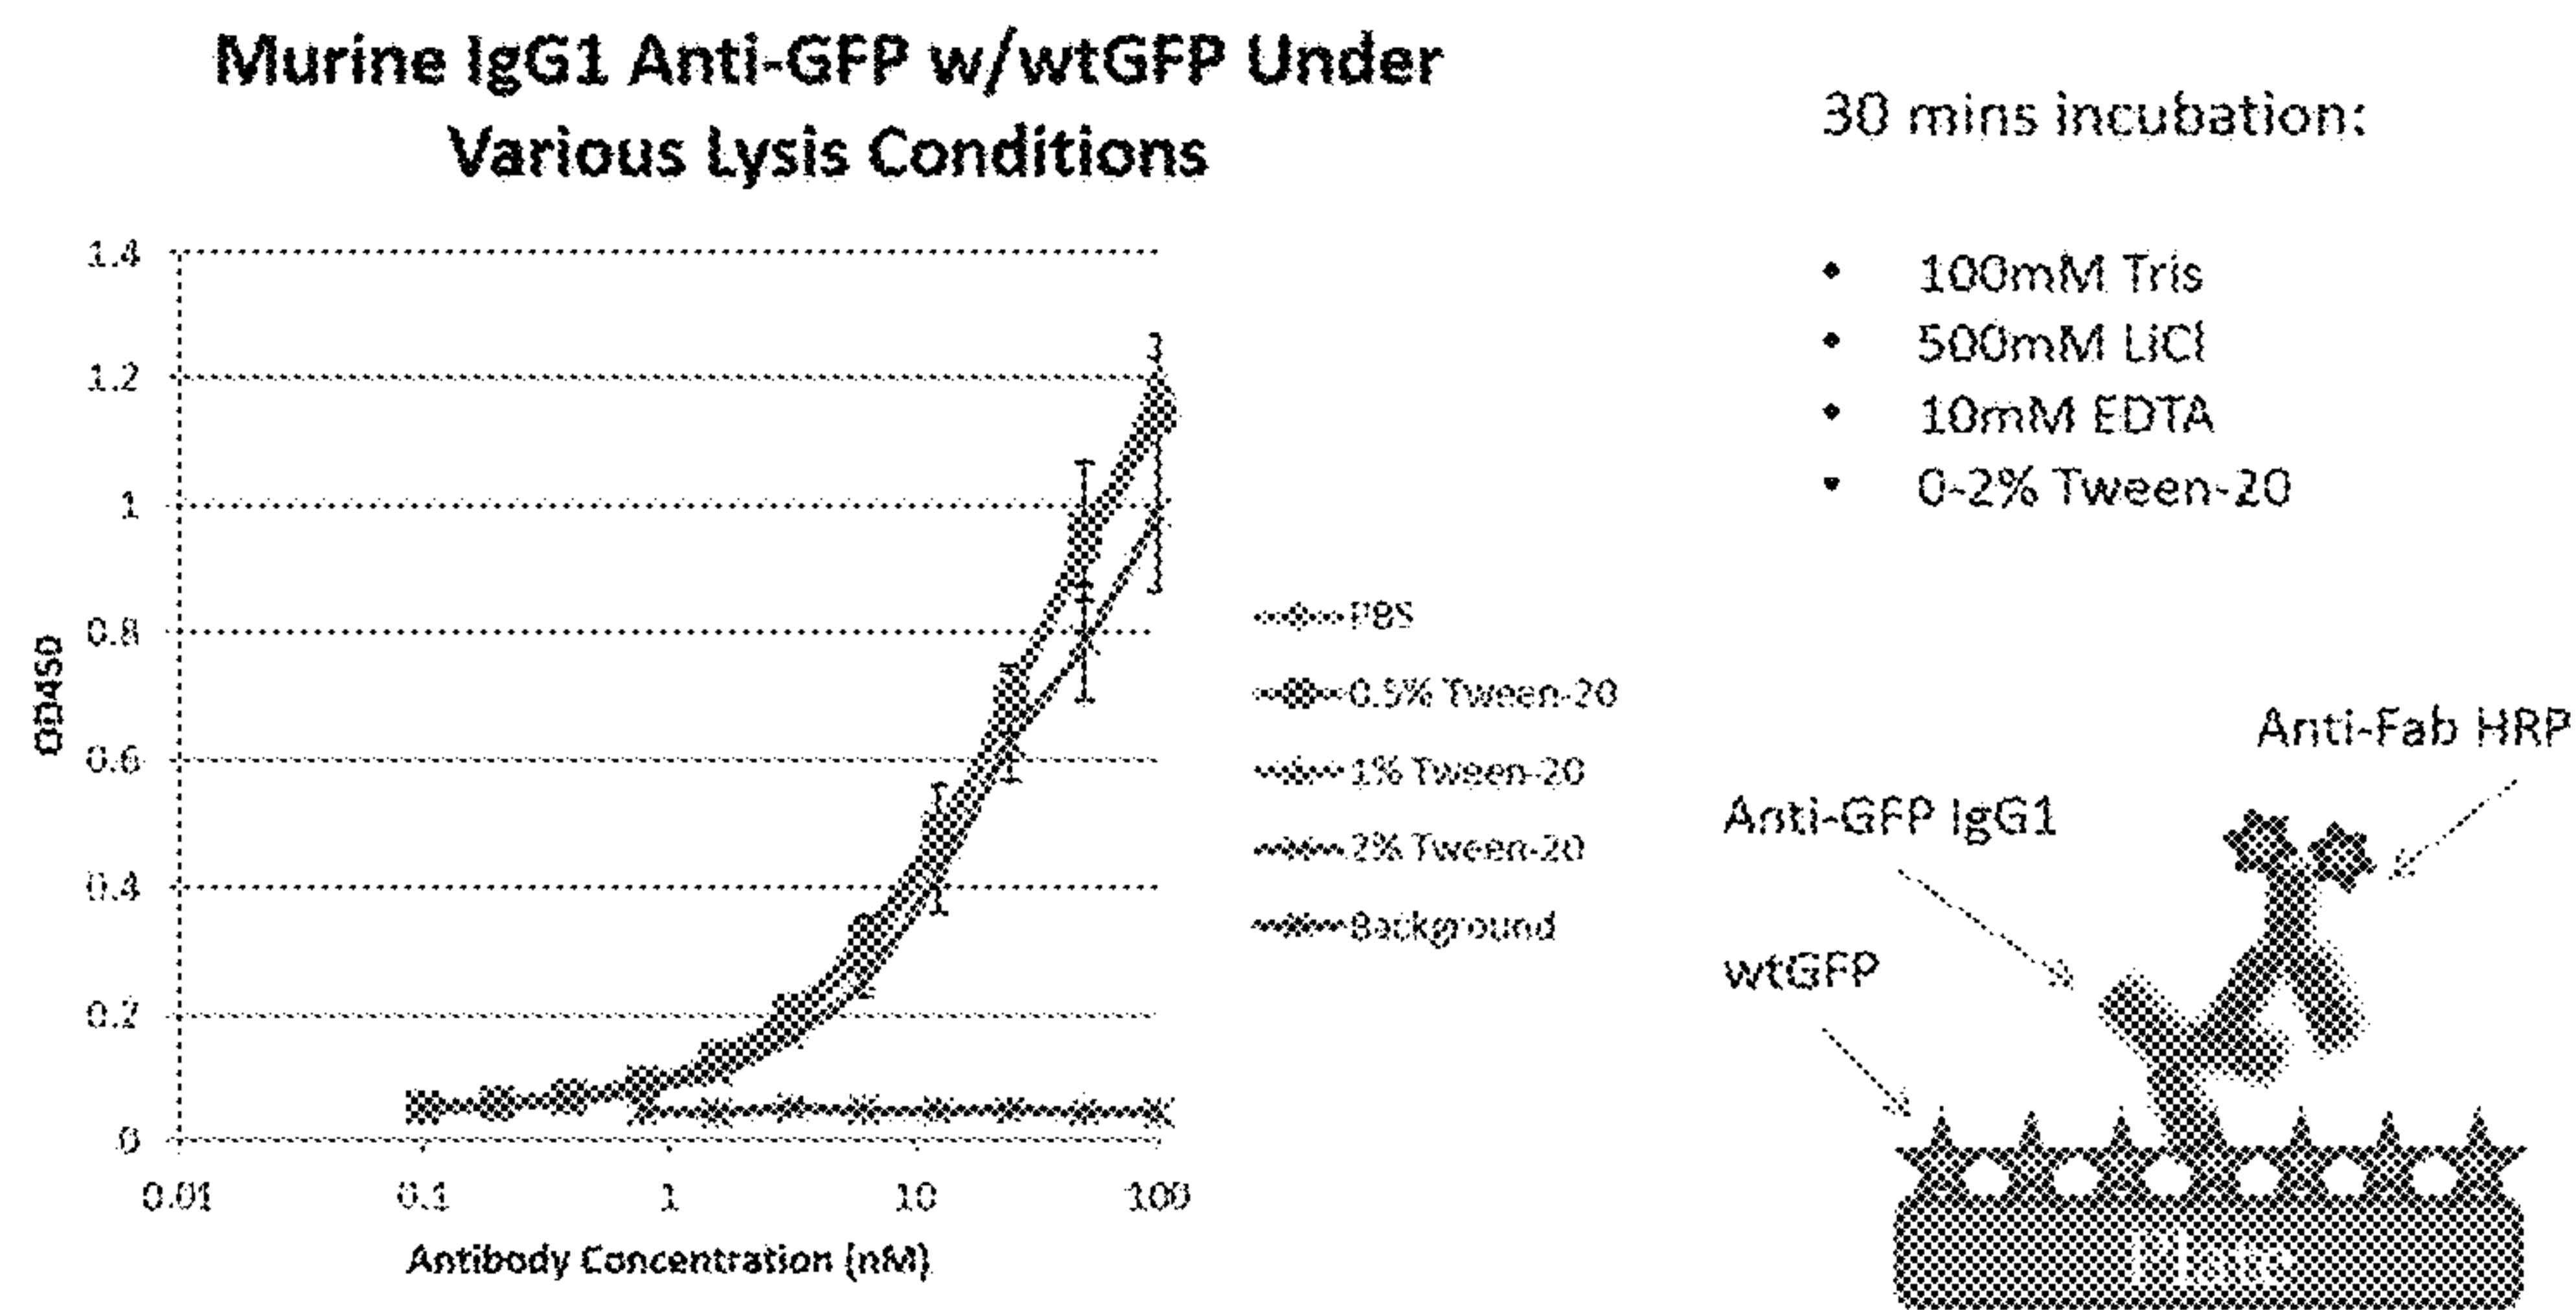 Murine IgG1 Anti-GFP w/wtGFP Under
Various Lysis Conditions
1.4
1.2
1
0.8
0.6
0.4
0.2
0
OD450
0.01
0.1
1
10
100
Antibody Concentration (nM)
PBS
0.5% Tween-20
1% Tween-20
2% Tween-20
Background
30 mins incubation:
• 100mM Tris
• 500mM LiCl
• 10mM EDTA
• 0-2% Tween-20
Anti-Fab HRP
Anti-GFP IgG1
wtGFP
Plate